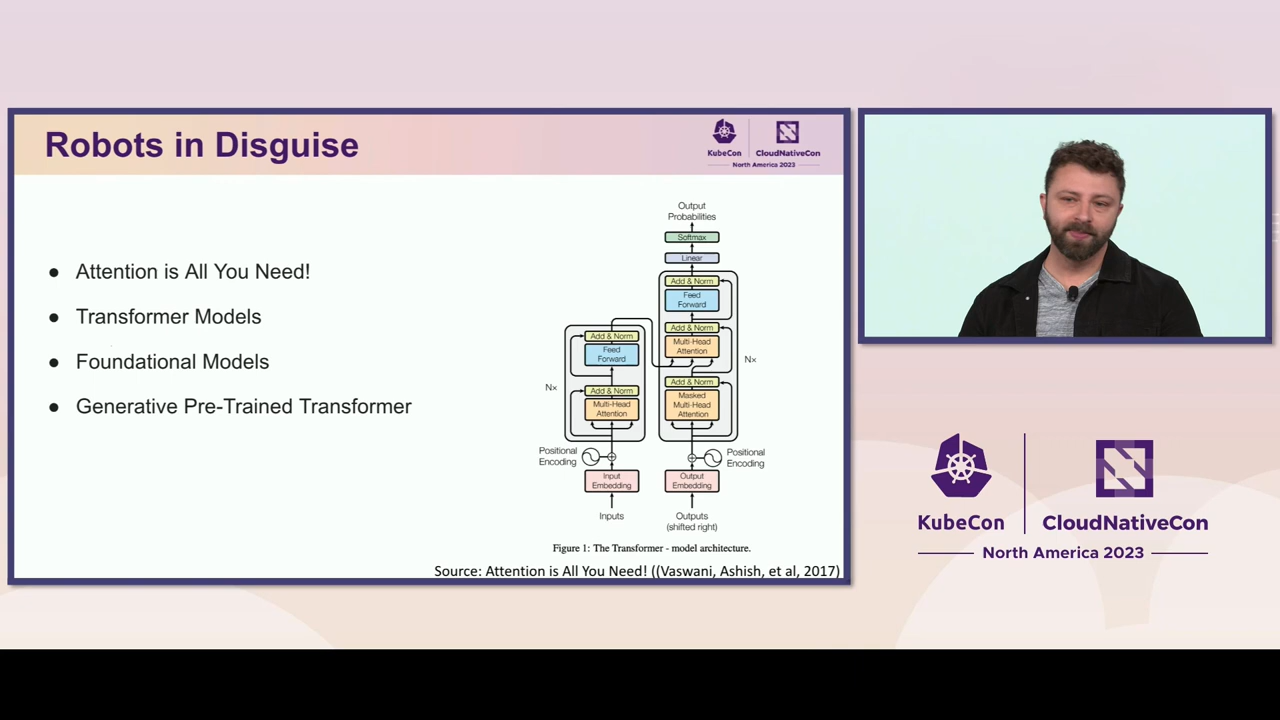 Robots in Disguise
KubeCon
CloudNativeCon
North America 2023
● Attention is All You Need!
● Transformer Models
● Foundational Models
● Generative Pre-Trained Transformer
Output
Probabilities
Softmax
Linear
Add & Norm
Feed
Forward
Add & Norm
Multi-Head
Attention
Add & Norm
Masked
Multi-Head
Attention
Nx
Add & Norm
Feed
Forward
Add & Norm
Multi-Head
Attention
Nx
Positional
Encoding
Positional
Encoding
Input
Embedding
Output
Embedding
Inputs
Outputs
(shifted right)
Figure 1: The Transformer - model architecture.
Source: Attention is All You Need! ((Vaswani, Ashish, et al, 2017)
KubeCon
CloudNativeCon
North America 2023